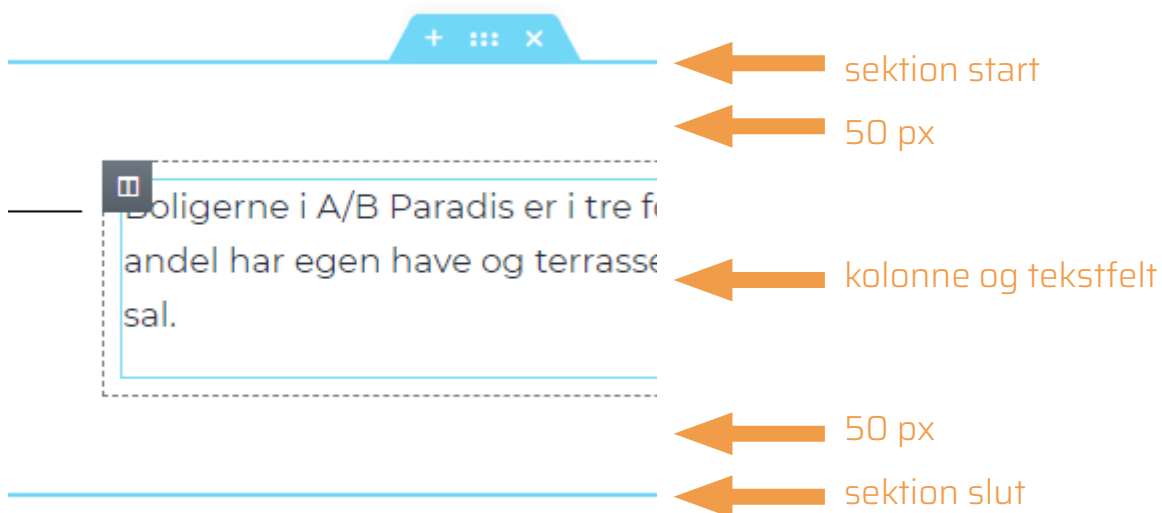 sektion start
50 px
Boligerne i A/B Paradis er i tre
andel har egen have og terrasse
sal.
kolonne og tekstfelt
50 px
sektion slut